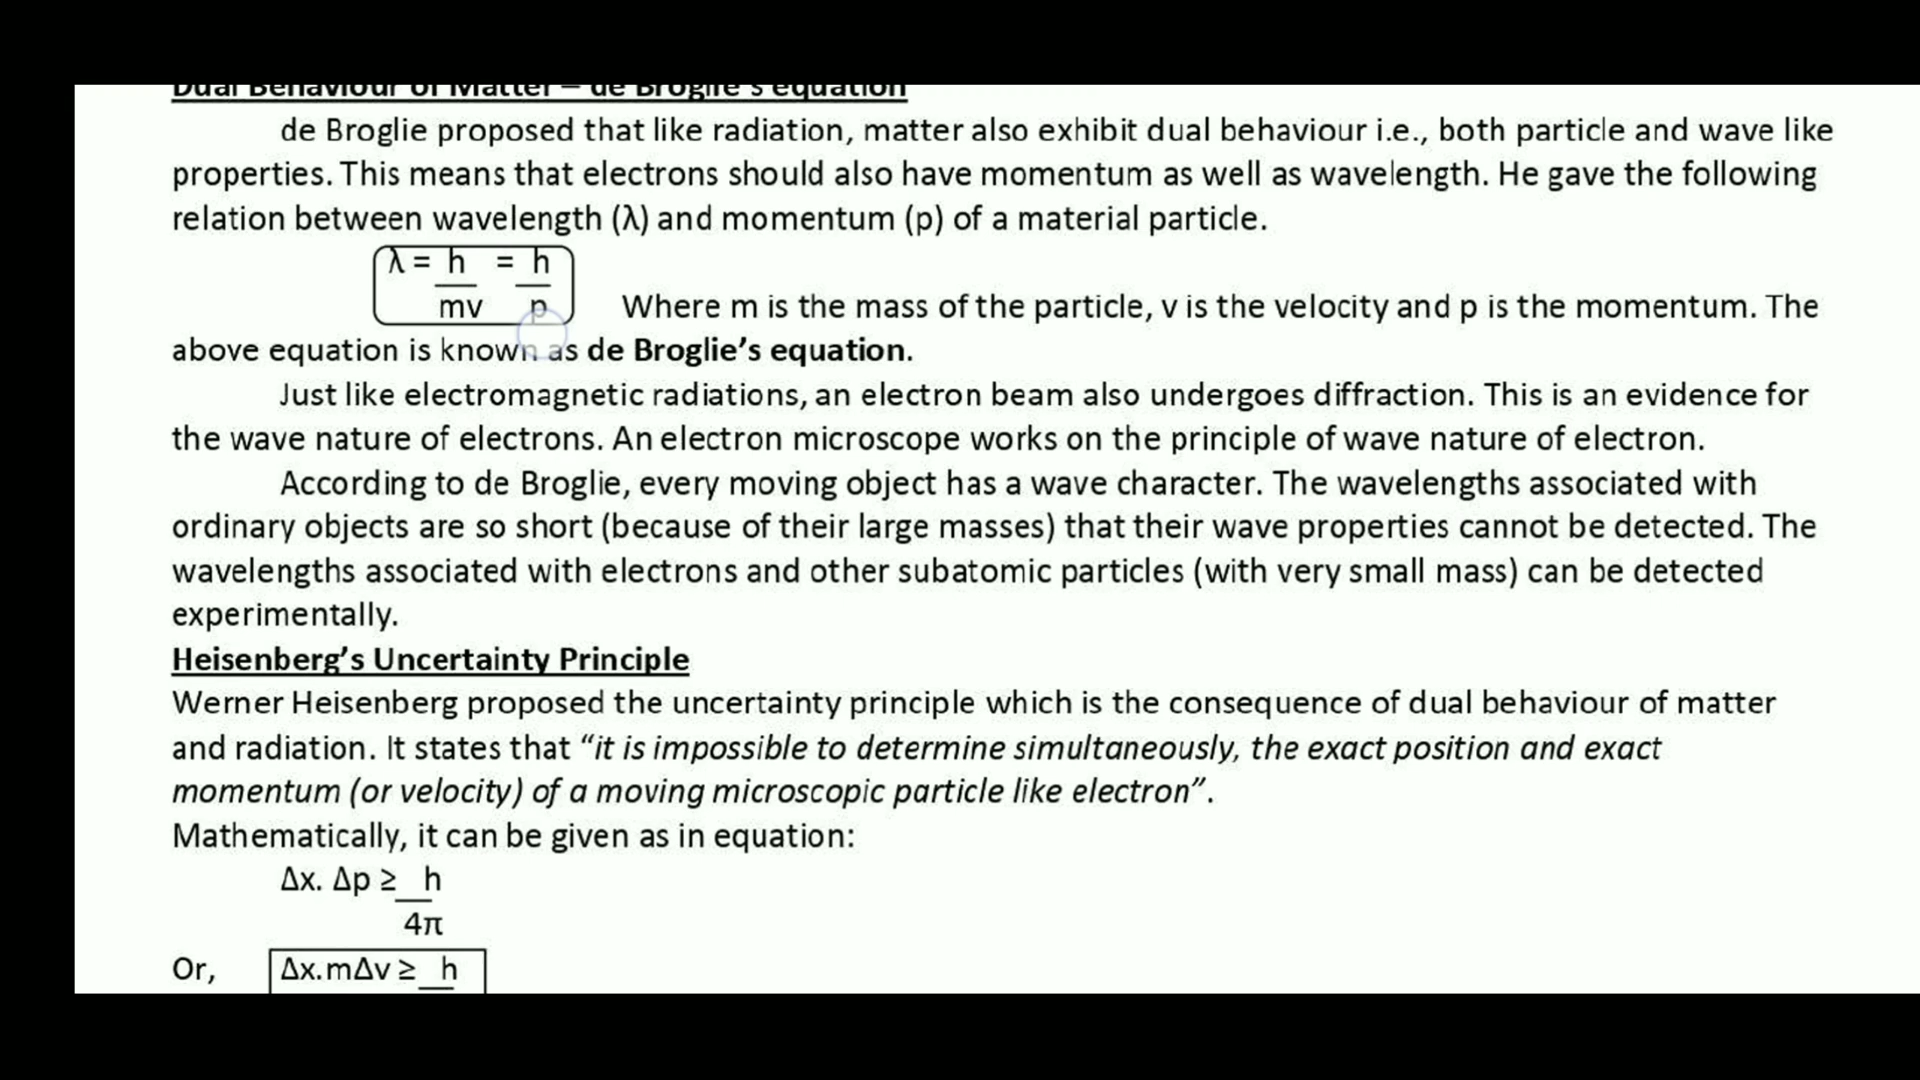 Dual Behaviour of Matter – de Broglie's equation
de Broglie proposed that like radiation, matter also exhibit dual behaviour i.e., both particle and wave like
properties. This means that electrons should also have momentum as well as wavelength. He gave the following
relation between wavelength (λ) and momentum (p) of a material particle.
λ = h = h
mv p Where m is the mass of the particle, v is the velocity and p is the momentum. The
above equation is known as de Broglie’s equation.
Just like electromagnetic radiations, an electron beam also undergoes diffraction. This is an evidence for
the wave nature of electrons. An electron microscope works on the principle of wave nature of electron.
According to de Broglie, every moving object has a wave character. The wavelengths associated with
ordinary objects are so short (because of their large masses) that their wave properties cannot be detected. The
wavelengths associated with electrons and other subatomic particles (with very small mass) can be detected
experimentally.
Heisenberg’s Uncertainty Principle
Werner Heisenberg proposed the uncertainty principle which is the consequence of dual behaviour of matter
and radiation. It states that “it is impossible to determine simultaneously, the exact position and exact
momentum (or velocity) of a moving microscopic particle like electron”.
Mathematically, it can be given as in equation:
Δx. Δp ≥ h
4π
Or, Δx.mΔv ≥ h